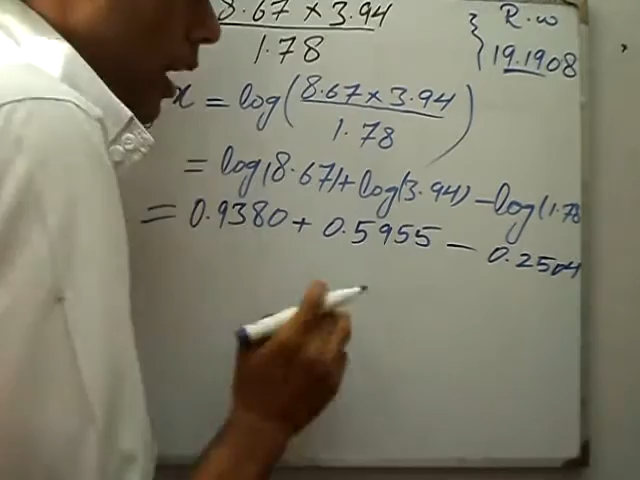 8.67 × 3.94
1.78
R.w
19.1908
x = log(8.67×3.94 / 1.78)
= log(8.67)+log(3.94) - log(1.78
= 0.9380 + 0.5955 - 0.2504